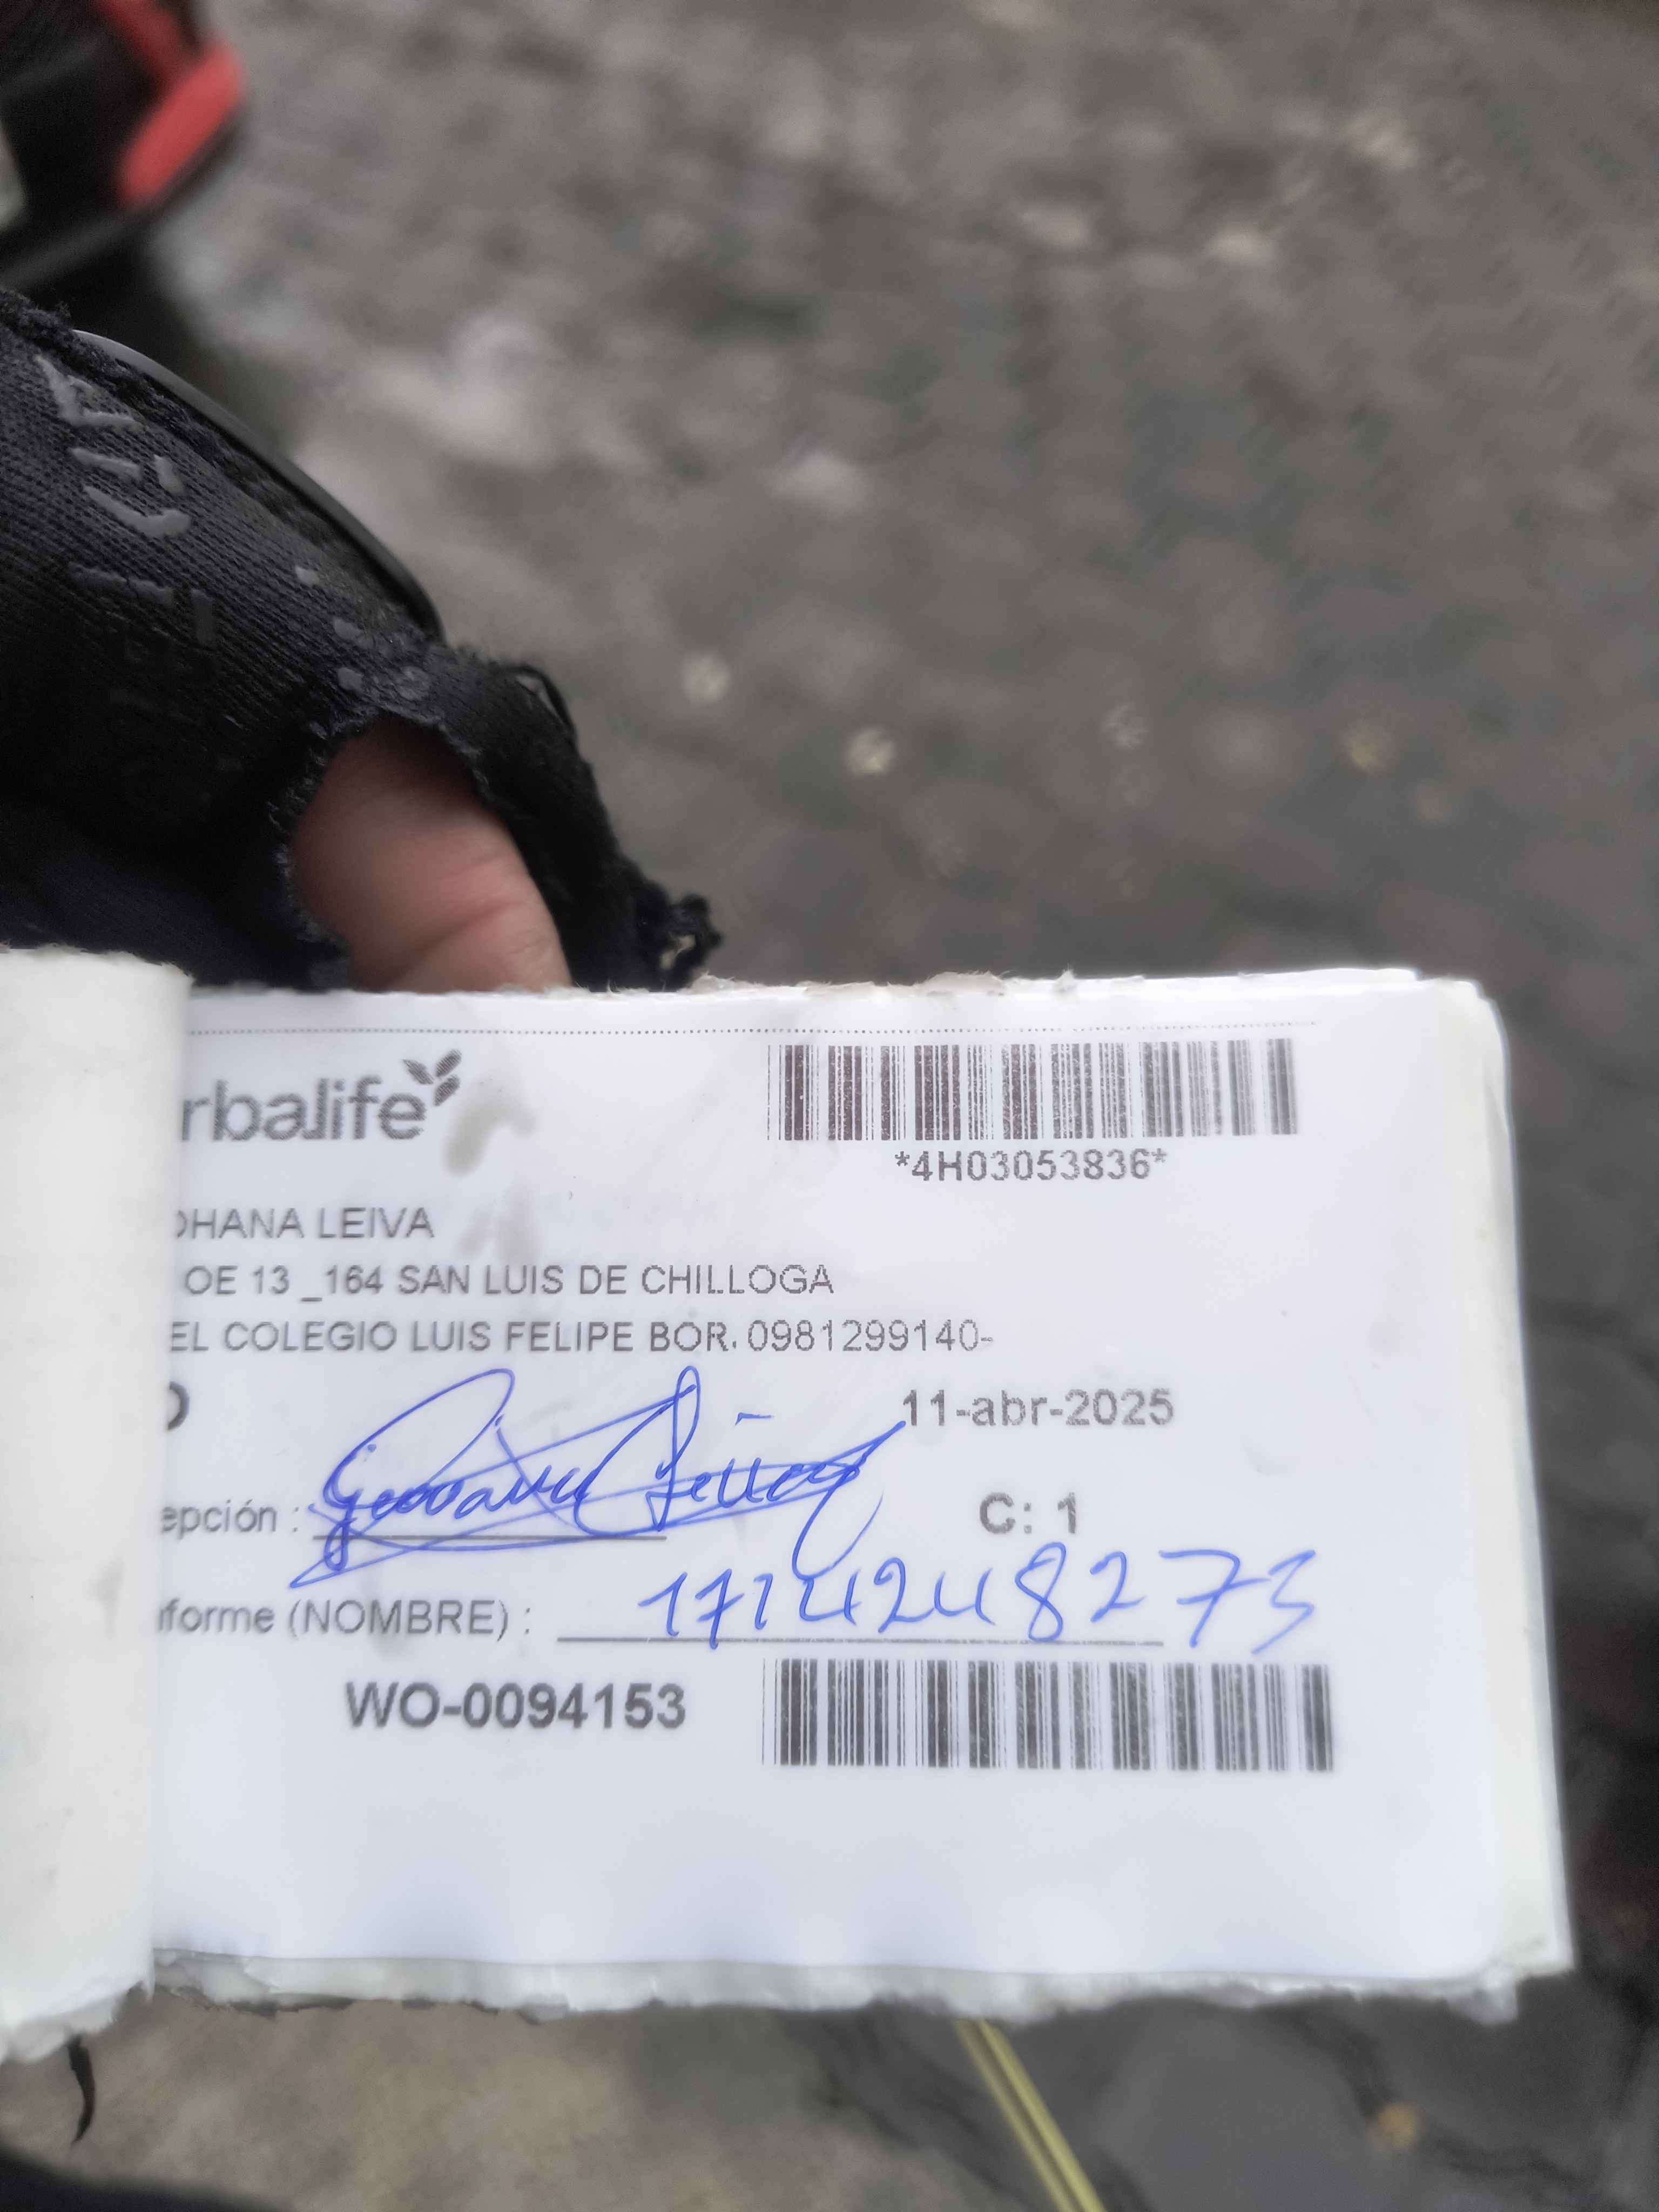 rbalife
*4H03053836*
OHANA LEIVA
OE 13 _164 SAN LUIS DE CHILLOGA
EL COLEGIO LUIS FELIPE BOR. 0981299140-
O
11-abr-2025
epción :
C: 1
nforme (NOMBRE) : 1714248273
WO-0094153